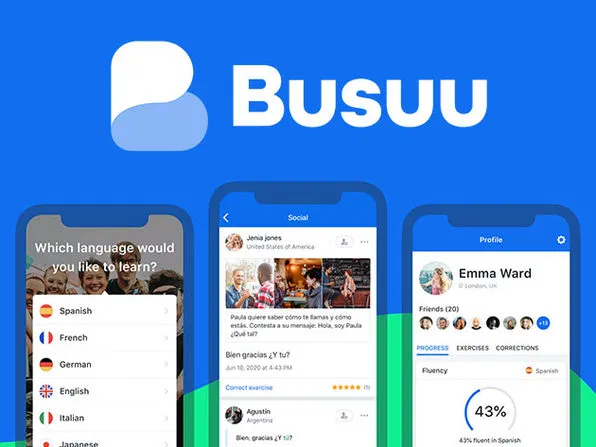 Busuu
Which language would
you like to learn?
Spanish
French
German
English
Italian
Japanese
Social
Jenia jones
United States of America
Paula quiere saber cómo te llamas y cómo
estás. Contesta a su mensaje: Hola, soy Paula
¿Qué tal?
Bien gracias ¿Y tu?
Jun 10, 2020 at 4:43 PM
Correct exercise
(1)
Agustín
Argentina
Bien, gracias ¿Y tú?
Profile
Emma Ward
London, UK
Friends (20)
+13
PROGRESS
EXERCISES
CORRECTIONS
Fluency
Spanish
43%
43% fluent in Spanish